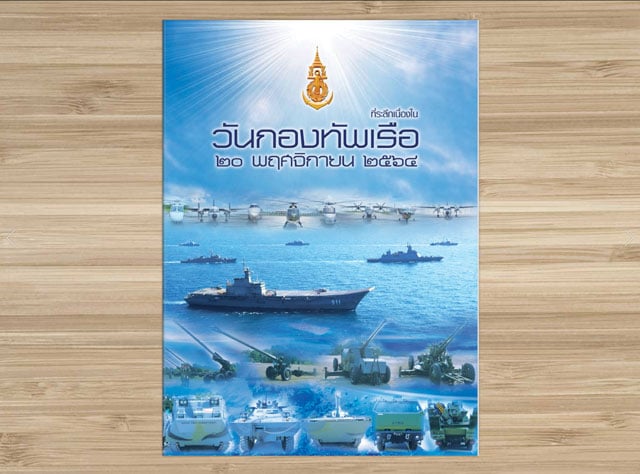 ที่ระลึกเนื่องใน
วันกองทัพเรือ
๒๐ พฤศจิกายน ๒๕๖๔
911